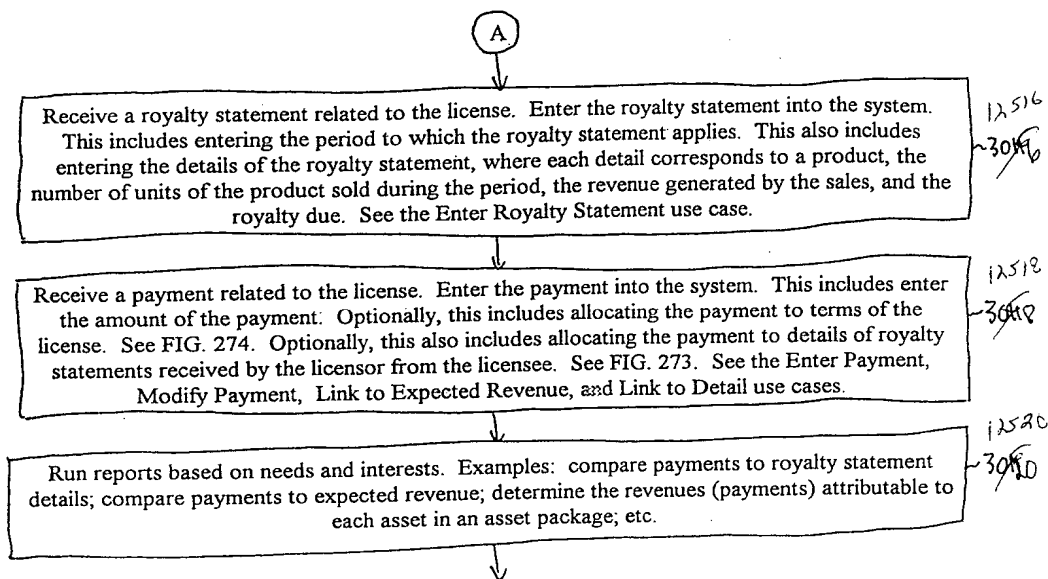 A
Receive a royalty statement related to the license. Enter the royalty statement into the system.
This includes entering the period to which the royalty statement applies. This also includes
entering the details of the royalty statement, where each detail corresponds to a product, the
number of units of the product sold during the period, the revenue generated by the sales, and the
royalty due. See the Enter Royalty Statement use case.
12516
Receive a payment related to the license. Enter the payment into the system. This includes enter
the amount of the payment. Optionally, this includes allocating the payment to terms of the
license. See FIG. 274. Optionally, this also includes allocating the payment to details of royalty
statements received by the licensor from the licensee. See FIG. 273. See the Enter Payment,
Modify Payment, Link to Expected Revenue, and Link to Detail use cases.
12518
Run reports based on needs and interests. Examples: compare payments to royalty statement
details; compare payments to expected revenue; determine the revenues (payments) attributable to
each asset in an asset package; etc.
12520